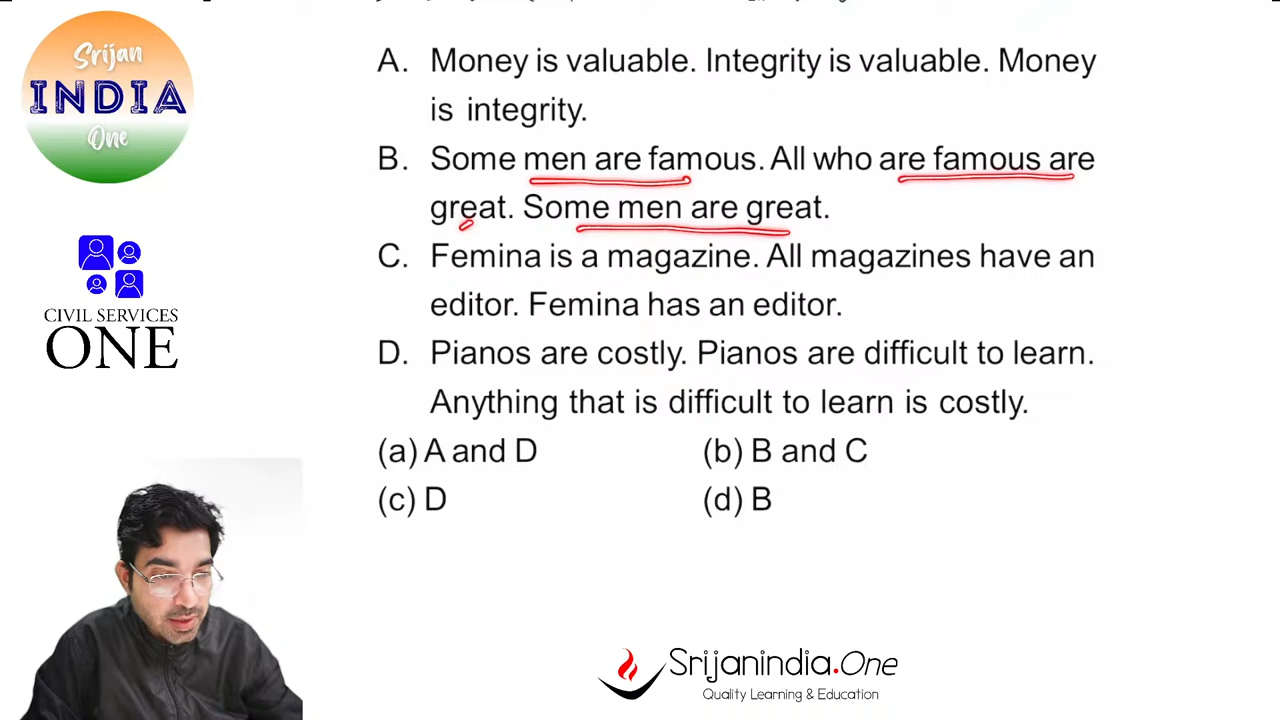 Srijan
INDIA
One
CIVIL SERVICES
ONE
A. Money is valuable. Integrity is valuable. Money
is integrity.
B. Some men are famous. All who are famous are
great. Some men are great.
C. Femina is a magazine. All magazines have an
editor. Femina has an editor.
D. Pianos are costly. Pianos are difficult to learn.
Anything that is difficult to learn is costly.
(a) A and D (b) B and C
(c) D (d) B
Srijanindia.One
Quality Learning & Education